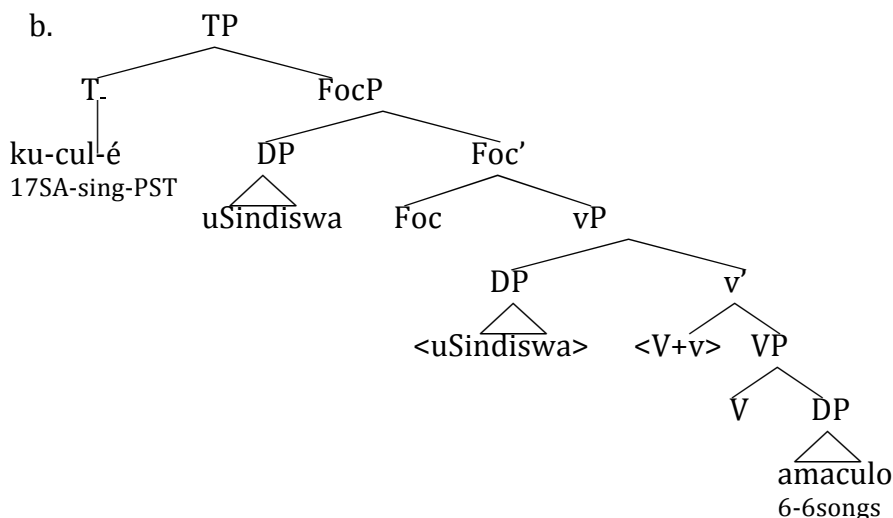 b.
TP
T- FocP
ku-cul-é DP Foc’
17SA-sing-PST
uSindiswa Foc vP
DP v’
<uSindiswa> <V+v> VP
V DP
amaculo
6-6songs